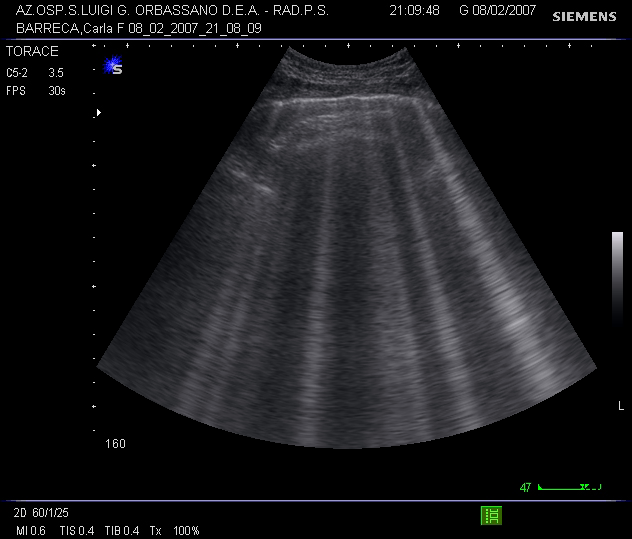 AZ.OSP.S.LUIGI G. ORBASSANO D.E.A. - RAD.P.S. 21:09:48 G 08/02/2007 SIEMENS
BARRECA,Carla F 08_02_2007_21_08_09
TORACE
C5-2 3.5
FPS 30s
S
L
160
47
2D 60/1/25
MI 0.6 TIS 0.4 TIB 0.4 Tx 100%